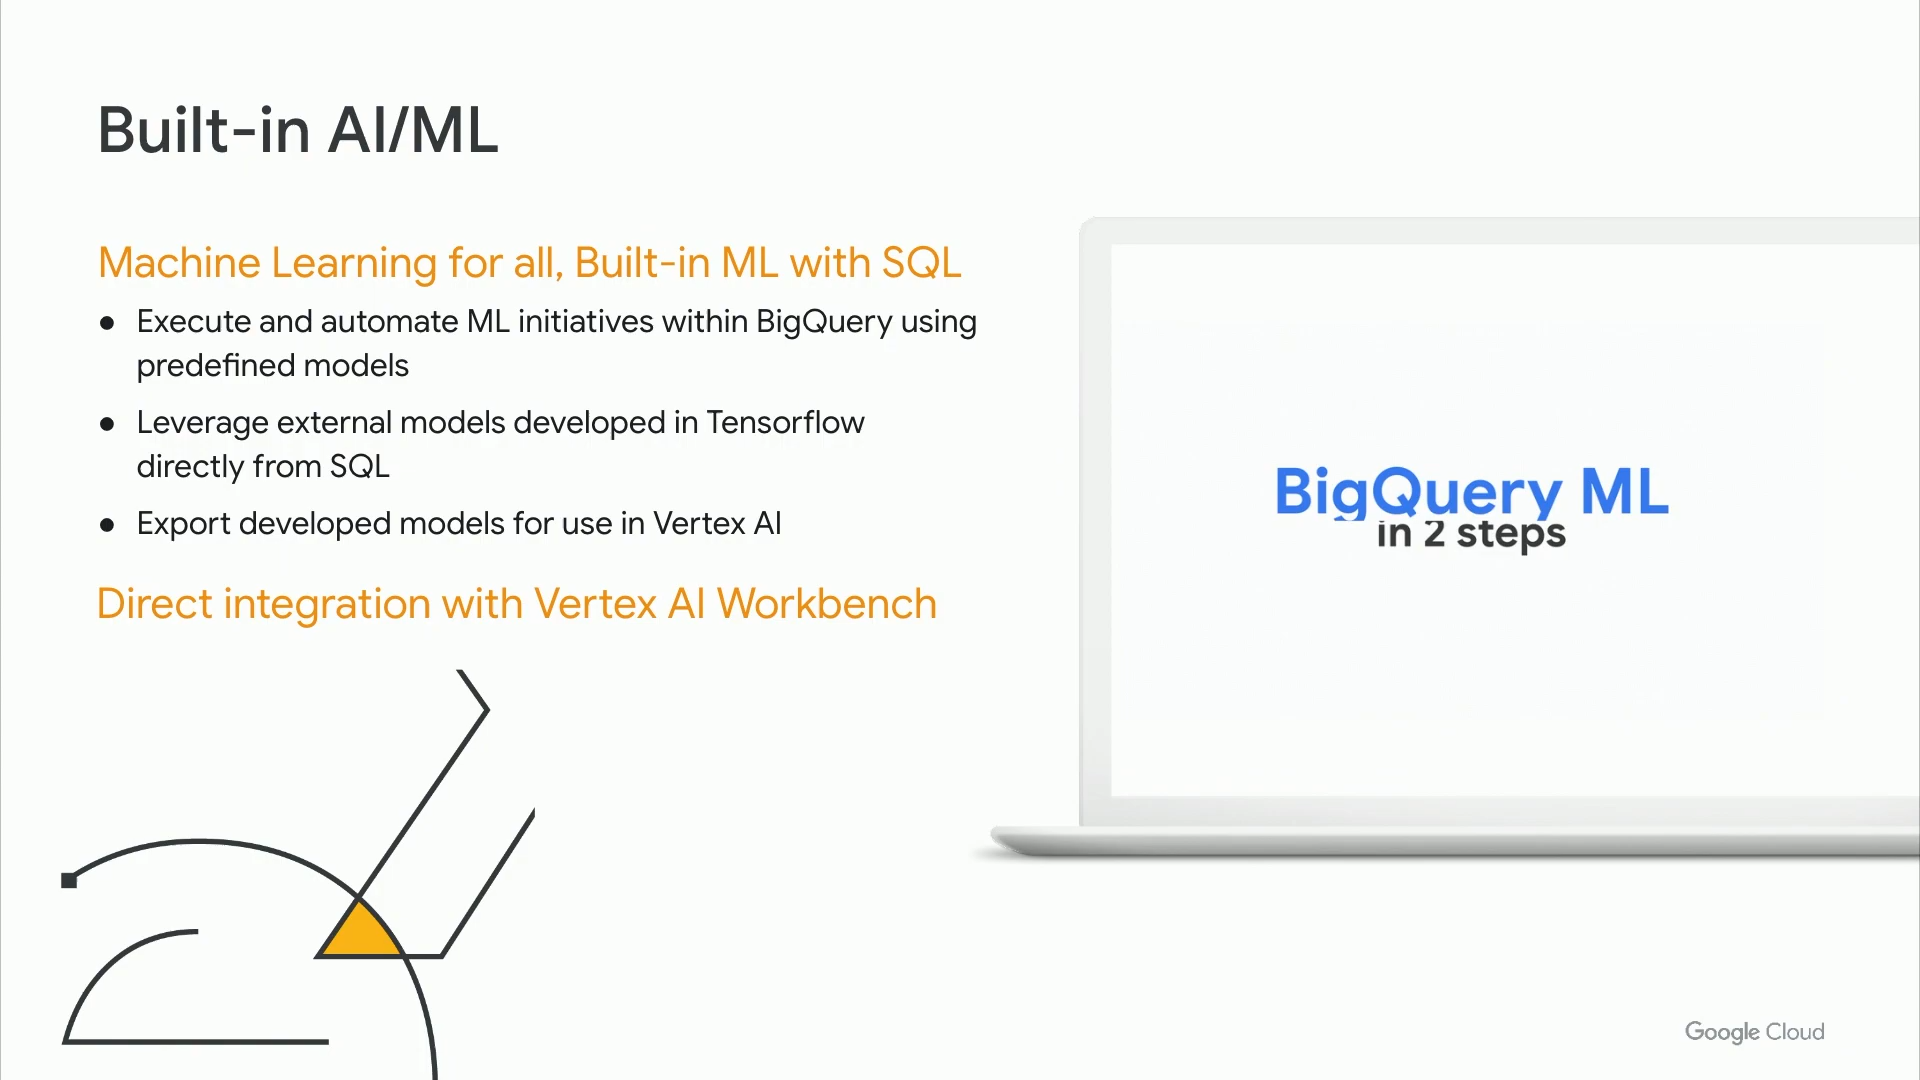 Built-in AI/ML
Machine Learning for all, Built-in ML with SQL
● Execute and automate ML initiatives within BigQuery using
predefined models
● Leverage external models developed in Tensorflow
directly from SQL
● Export developed models for use in Vertex AI
Direct integration with Vertex AI Workbench
BigQuery ML
in 2 steps
Google Cloud